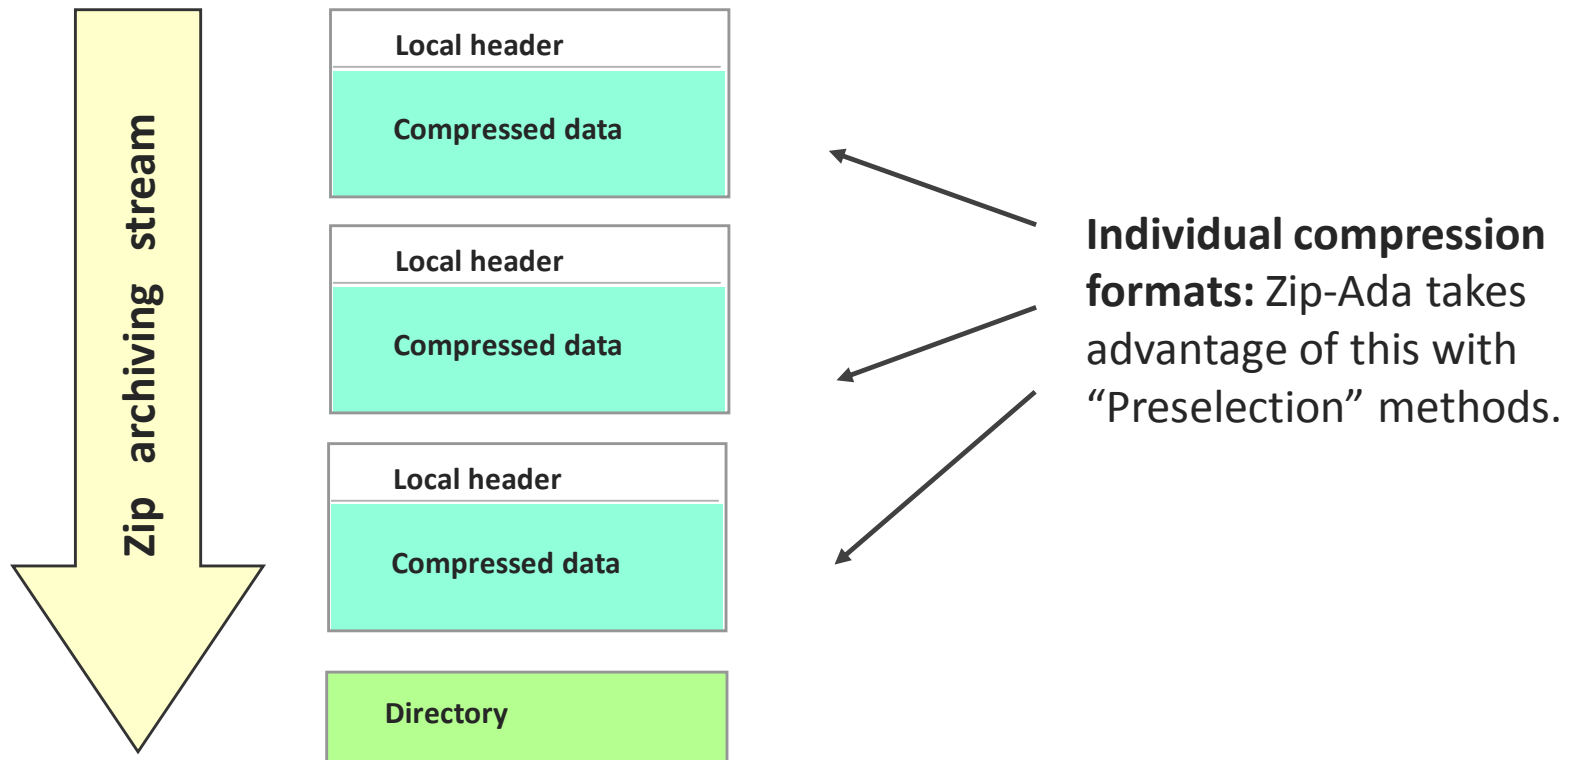 Zip archiving stream
Local header
Compressed data
Local header
Compressed data
Local header
Compressed data
Directory
Individual compression
formats: Zip-Ada takes
advantage of this with
“Preselection” methods.